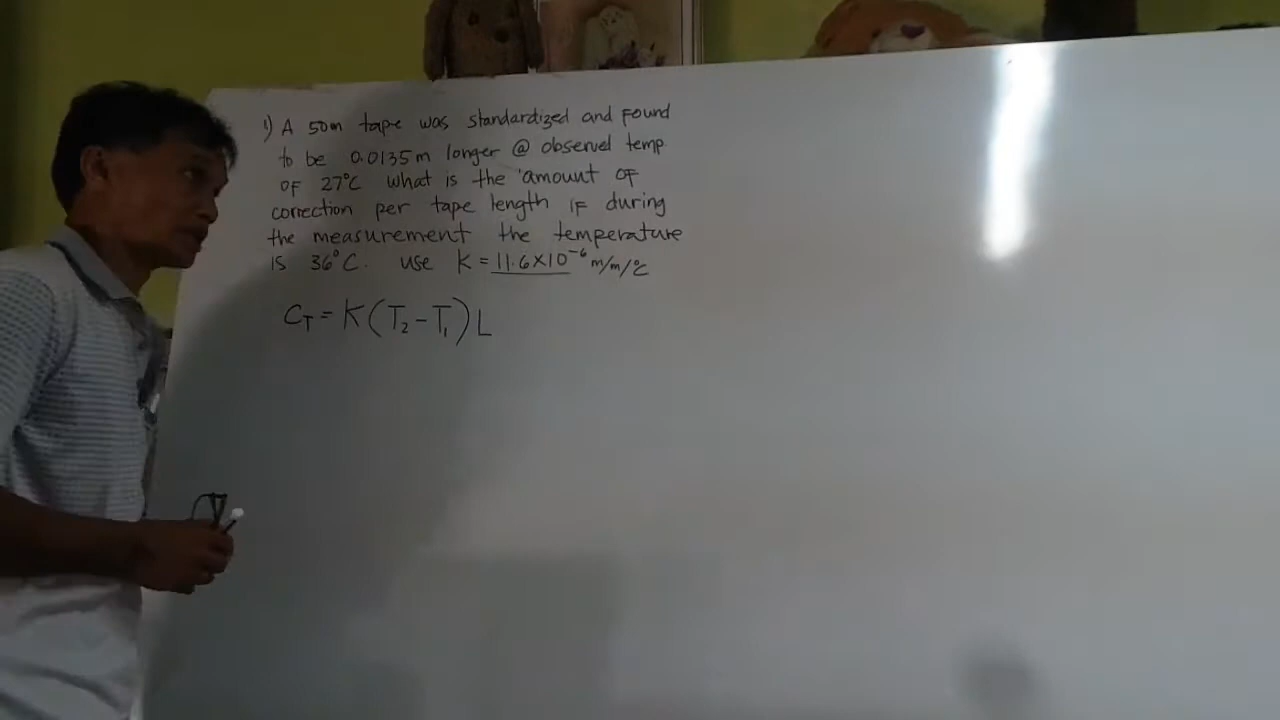 1) A 50m tape was standardized and found
to be 0.0135m longer @ observed temp
of 27°C what is the amount of
correction per tape length if during
the measurement the temperature
is 36°C. use K = 11.6x10⁻⁶ m/m/°C
C_T = K(T₂-T₁)L